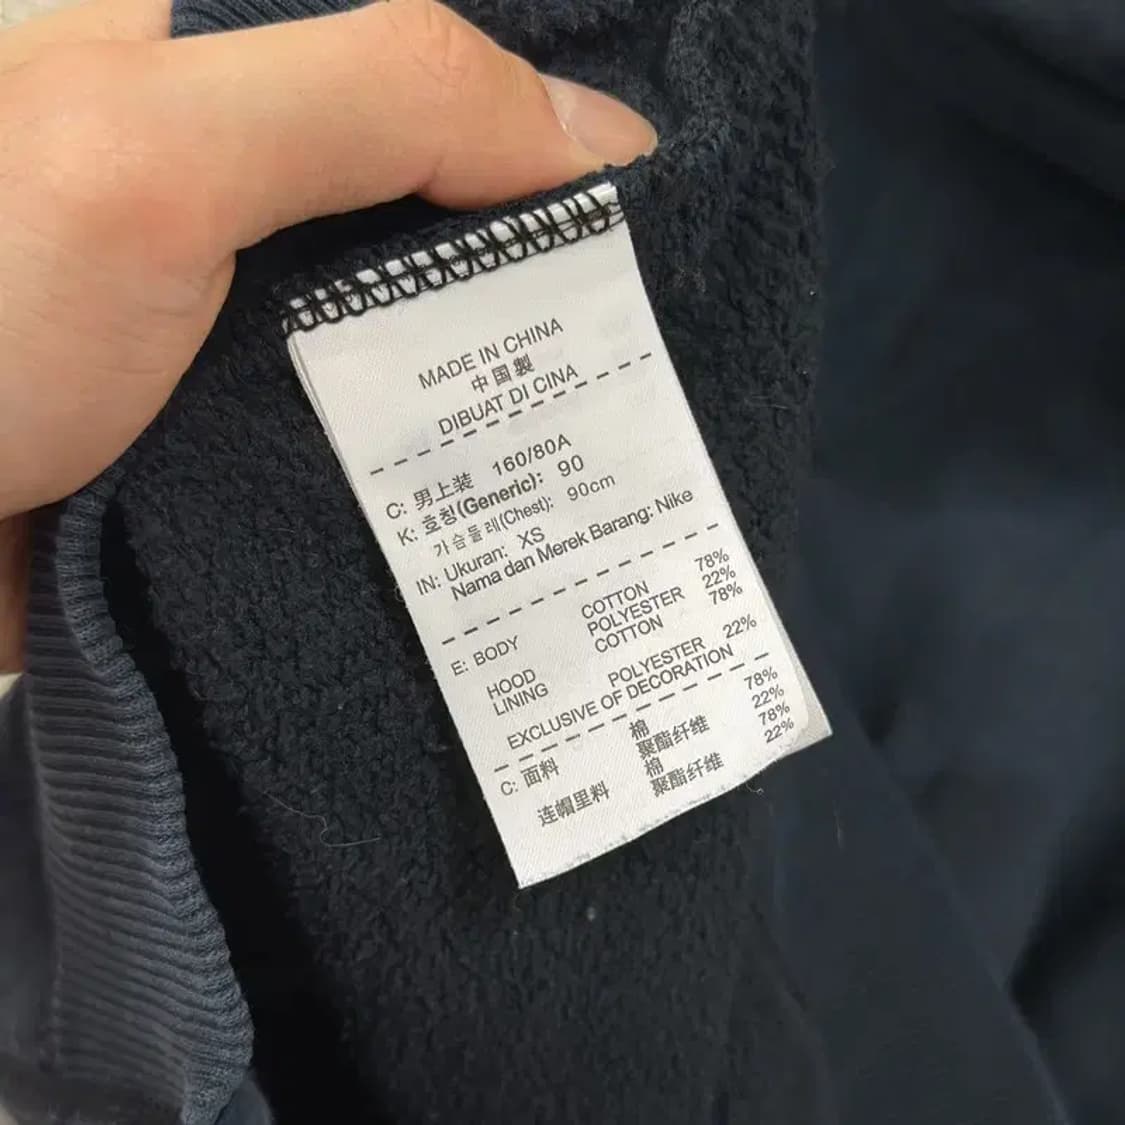 MADE IN CHINA
中国製
DIBUAT DI CINA
C: 男上装 160/80A
K: 호칭(Generic): 90
가슴둘레(Chest): 90cm
IN: Ukuran: XS
Nama dan Merek Barang: Nike
E: BODY COTTON 78%
POLYESTER 22%
HOOD LINING COTTON 78%
POLYESTER 22%
EXCLUSIVE OF DECORATION
C: 面料 棉 78%
聚酯纤维 22%
连帽里料 棉 78%
聚酯纤维 22%